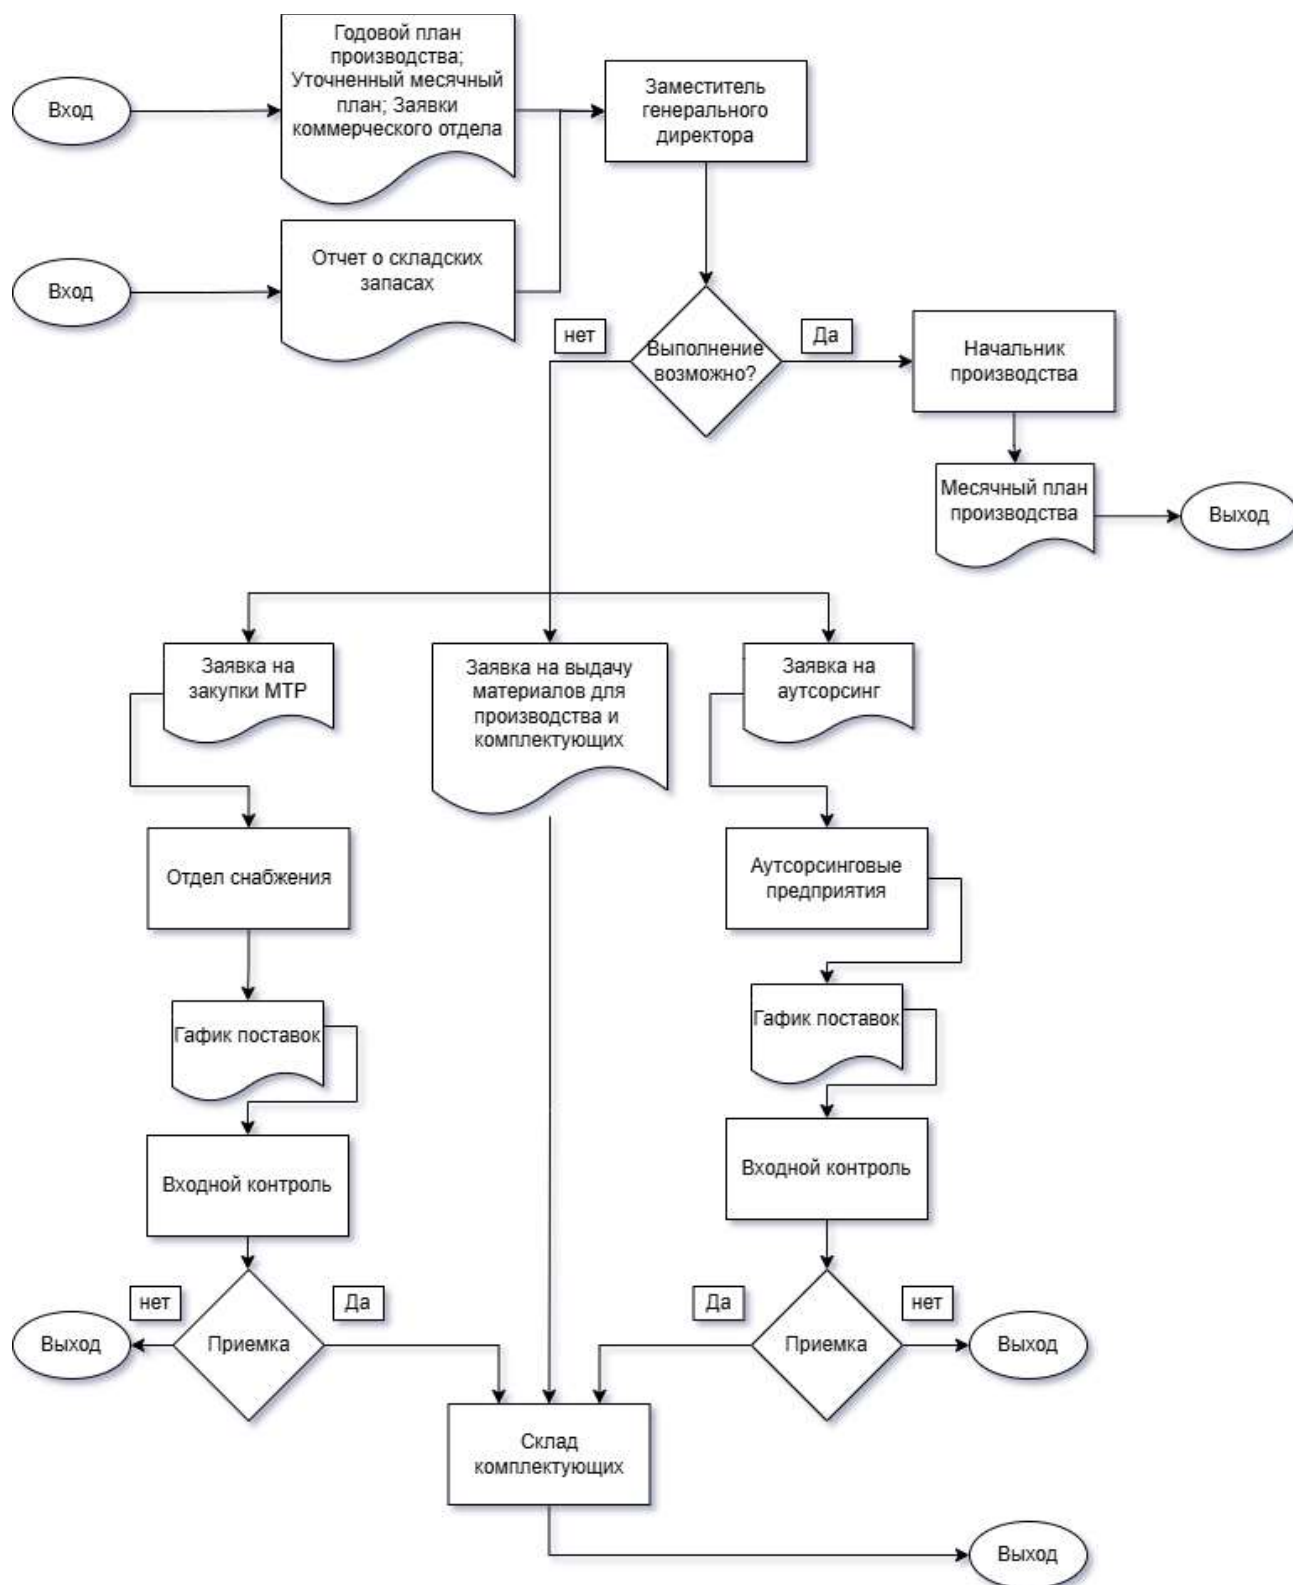 Годовой план
производства;
Уточненный месячный
план; Заявки
коммерческого отдела
Вход
Заместитель
генерального
директора
Отчет о складских
запасах
Вход
нет
Выполнение
возможно?
Да
Начальник
производства
Месячный план
производства
Выход
Заявка на
закупки МТР
Заявка на выдачу
материалов для
производства и
комплектующих
Заявка на
аутсорсинг
Отдел снабжения
Аутсорсинговые
предприятия
Гафик поставок
Гафик поставок
Входной контроль
Входной контроль
нет
Да
Да
нет
Выход
Приемка
Приемка
Выход
Склад
комплектующих
Выход